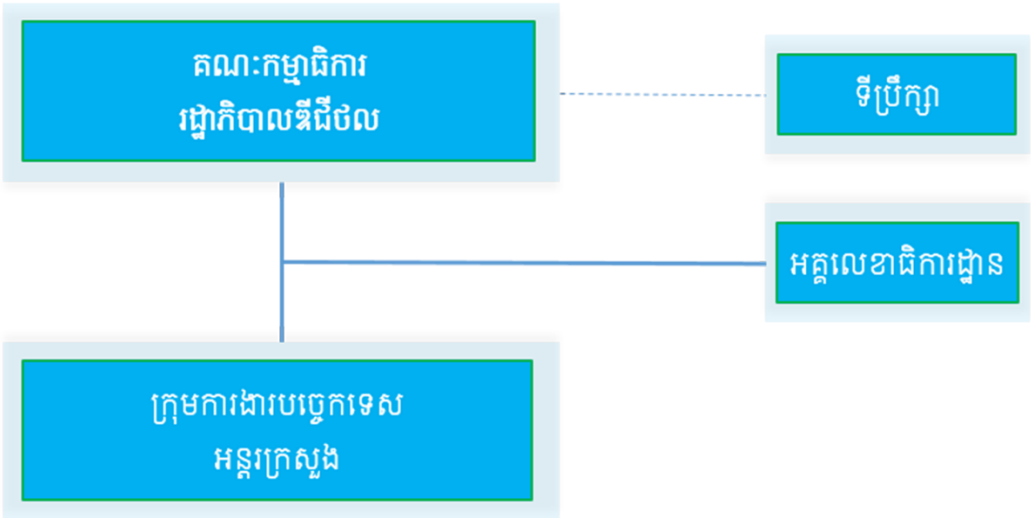 គណៈកម្មាធិការ
រដ្ឋាភិបាលឌីជីថល
ទីប្រឹក្សា
អគ្គលេខាធិការដ្ឋាន
ក្រុមការងារបច្ចេកទេស
អន្តរក្រសួង